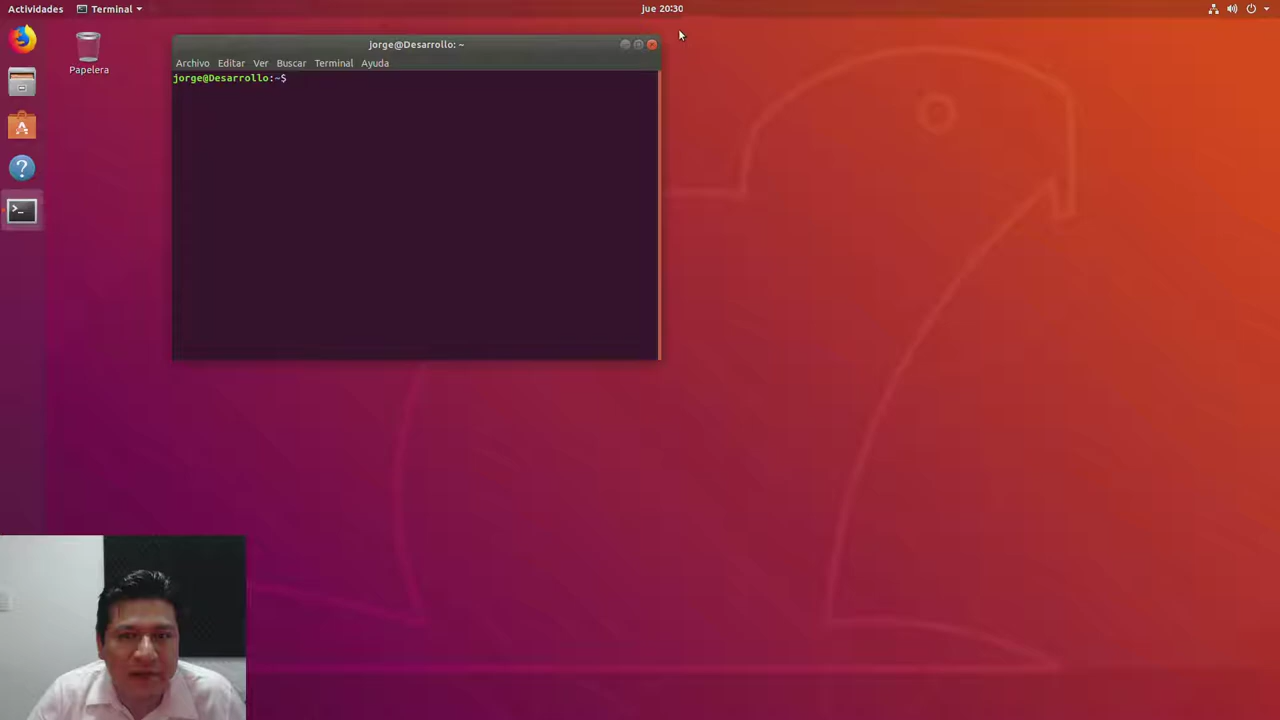 Actividades
Terminal
jue 20:30
Papelera
jorge@Desarrollo: ~
Archivo Editar Ver Buscar Terminal Ayuda
jorge@Desarrollo:~$